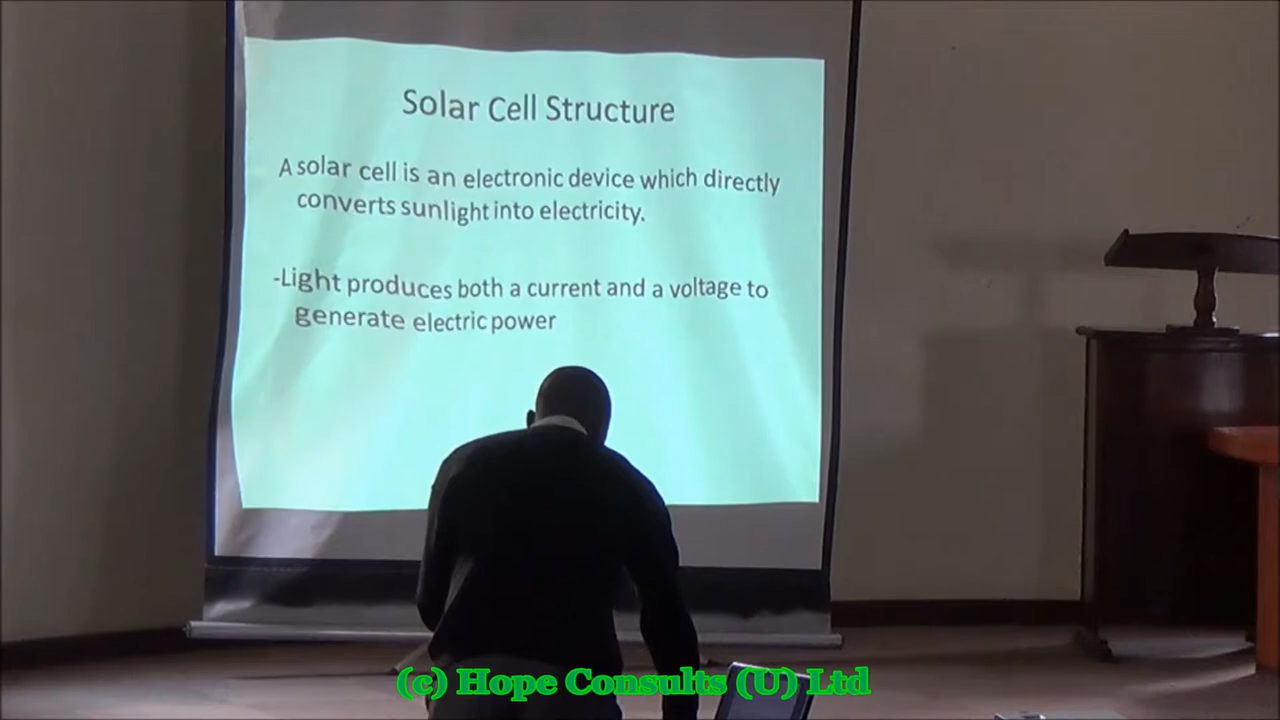 Solar Cell Structure
A solar cell is an electronic device which directly
converts sunlight into electricity.
-Light produces both a current and a voltage to
generate electric power
(c) Hope Consults (U) Ltd